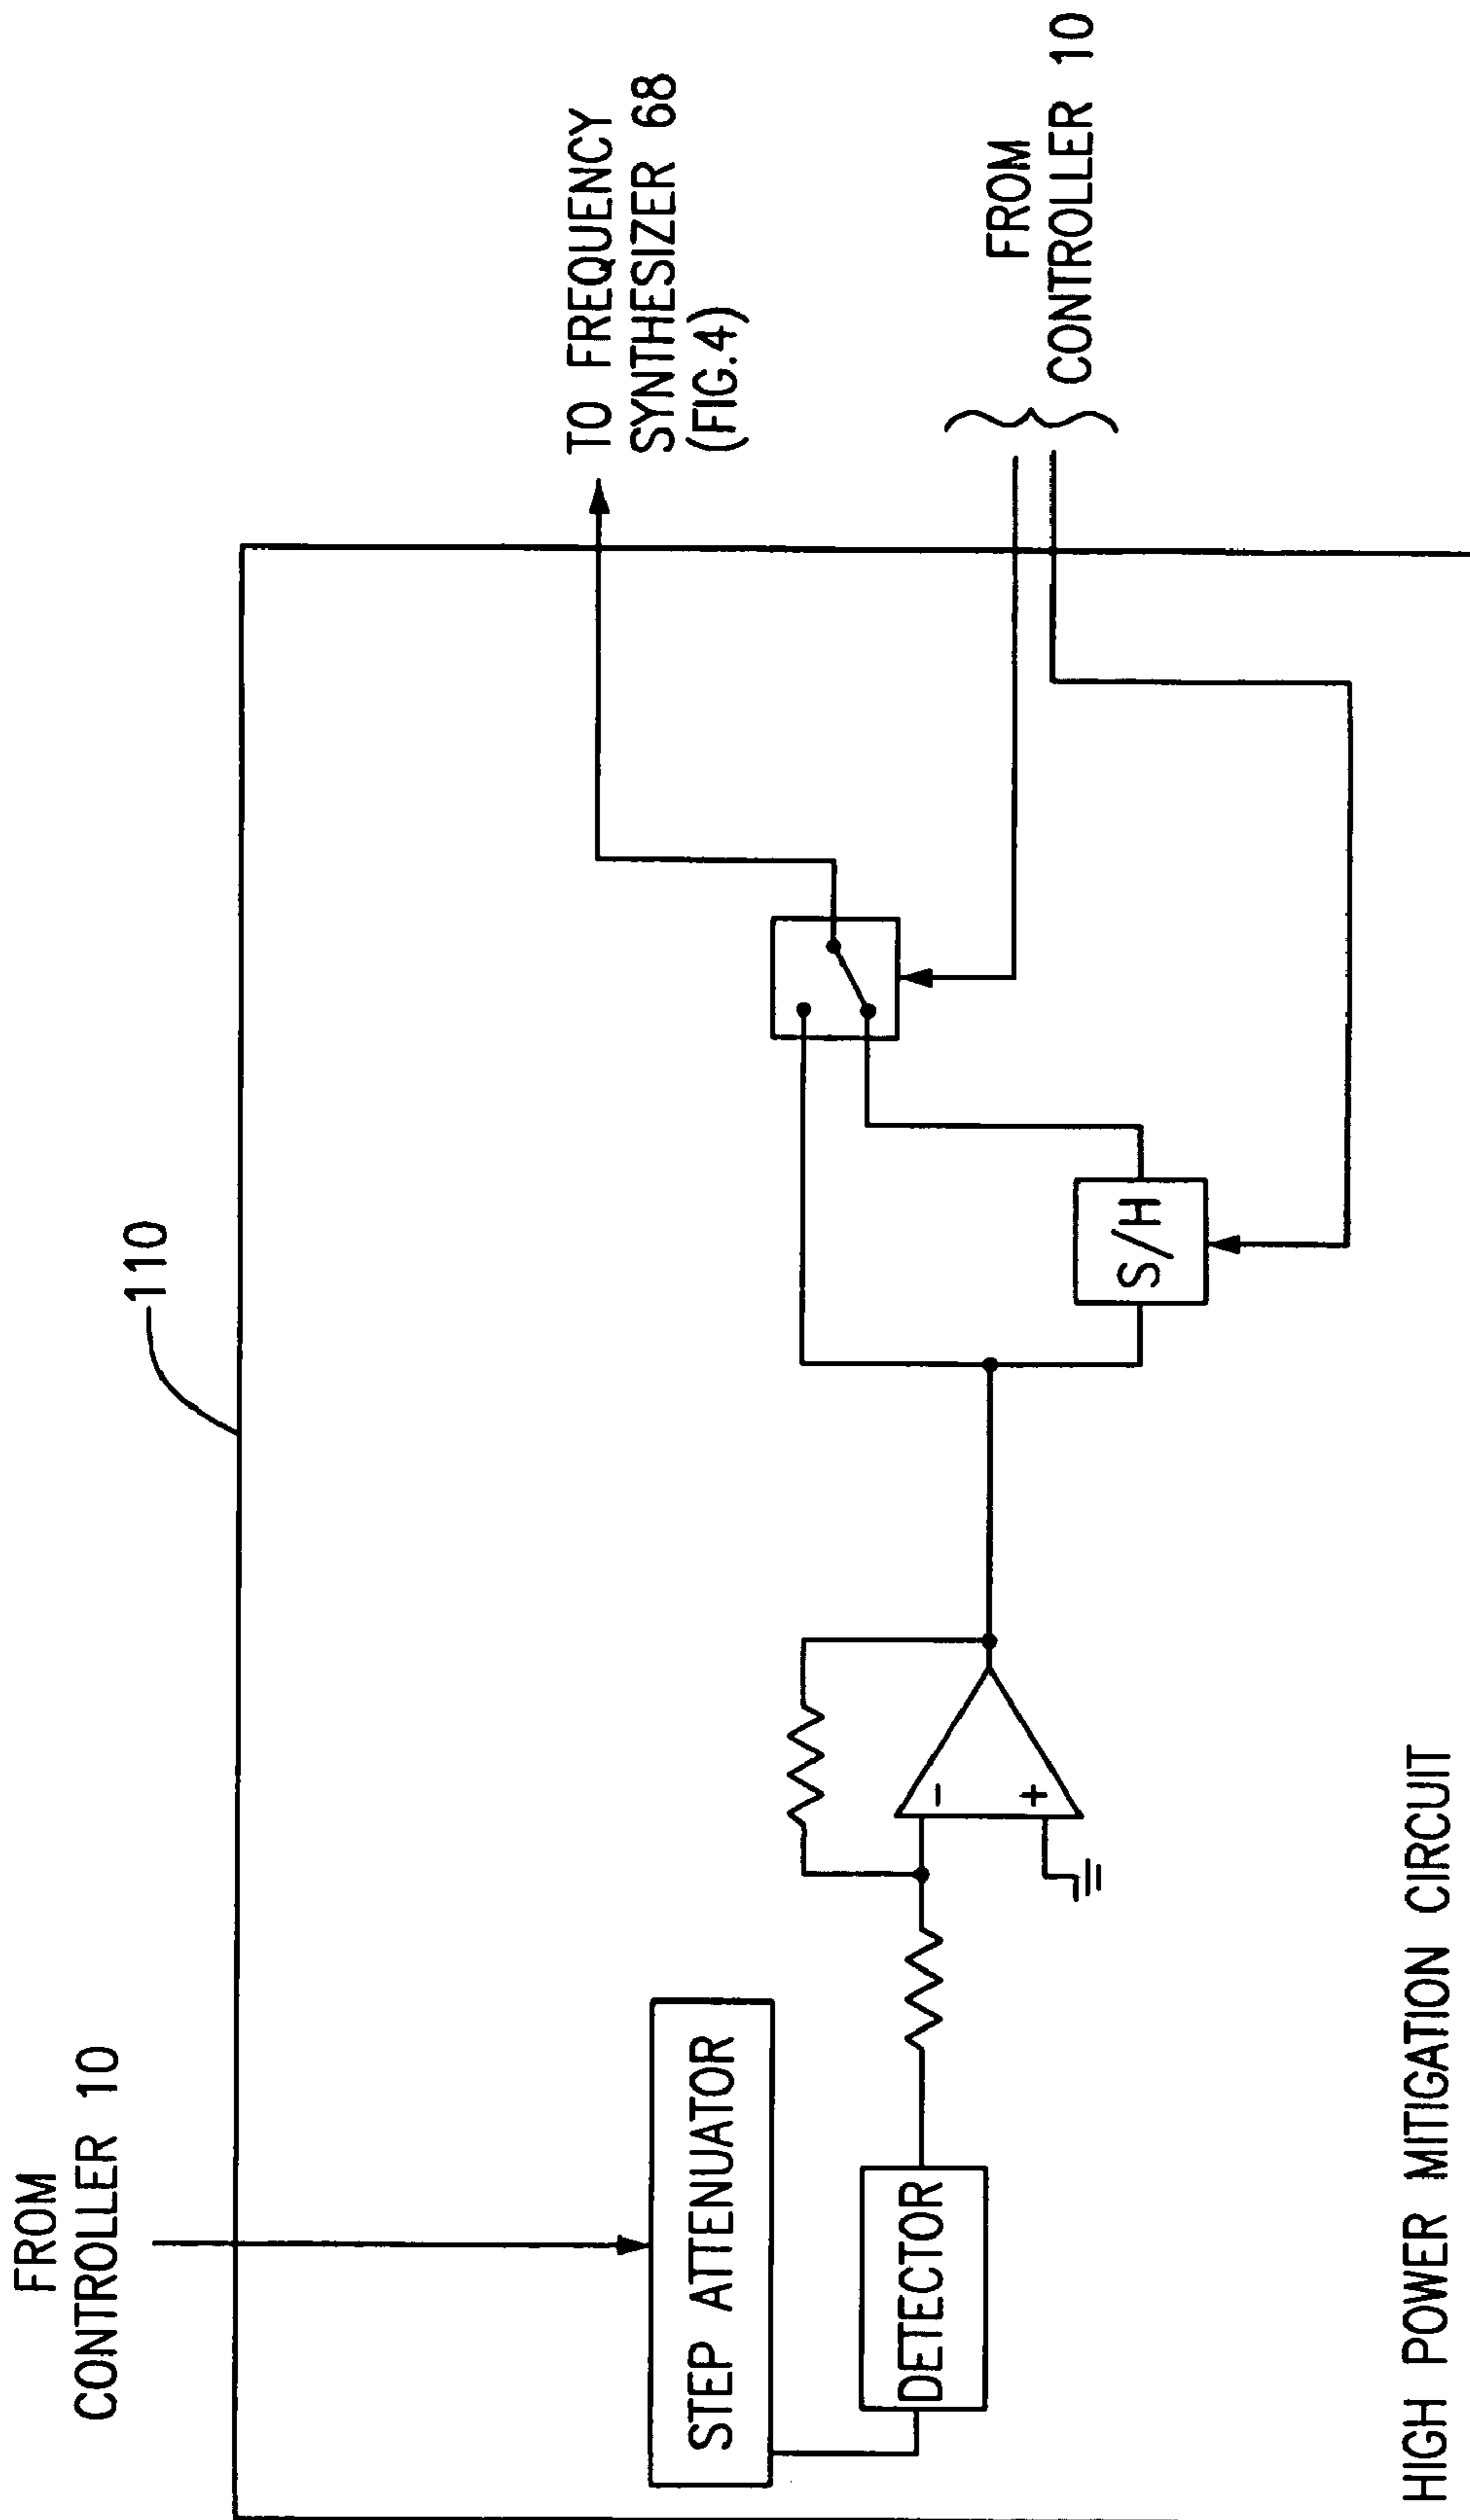 FROM
CONTROLLER 10
110
TO FREQUENCY
SYNTHESIZER 68
(FIG.4)
STEP ATTENUATOR
DETECTOR
-
+
S/H
FROM
CONTROLLER 10
HIGH POWER MITIGATION CIRCUIT